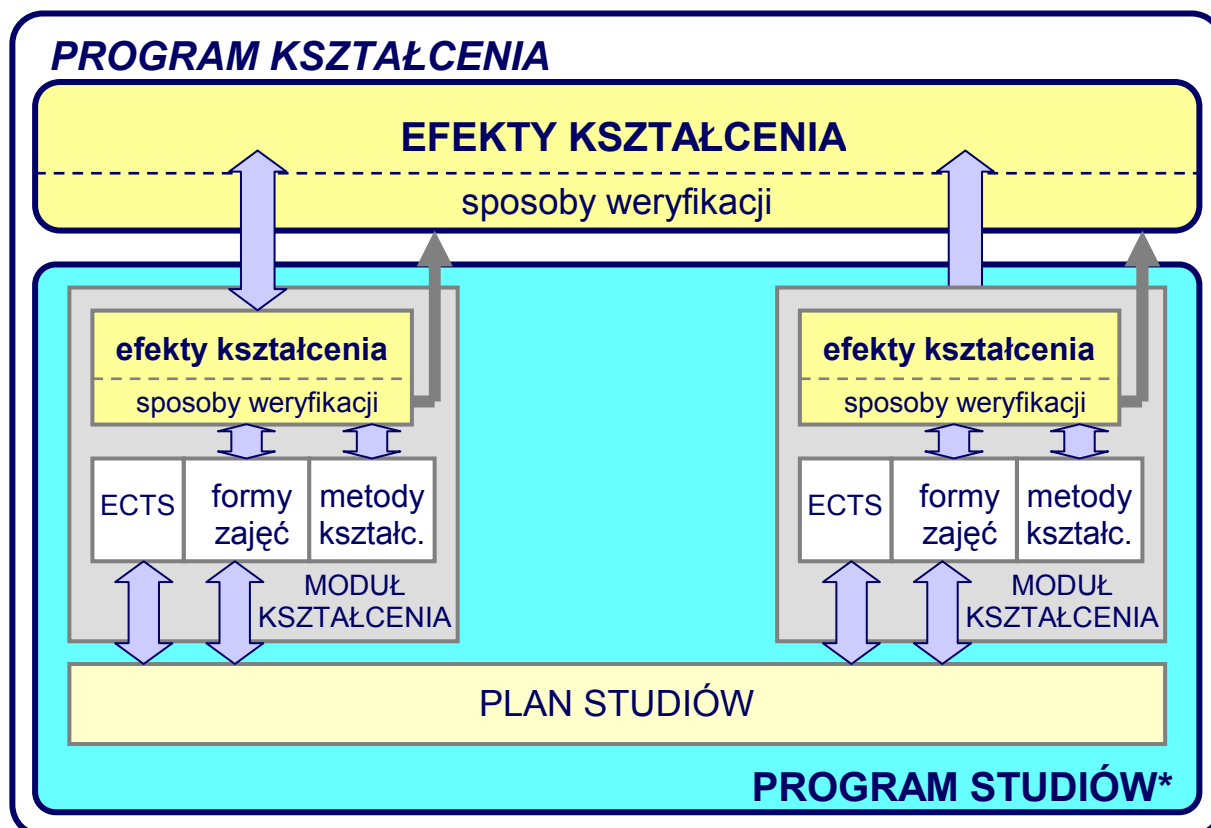 PROGRAM KSZTAŁCENIA
EFEKTY KSZTAŁCENIA
sposoby weryfikacji
efekty kształcenia
sposoby weryfikacji
ECTS
formy
zajęć
metody
kształc.
MODUŁ
KSZTAŁCENIA
efekty kształcenia
sposoby weryfikacji
ECTS
formy
zajęć
metody
kształc.
MODUŁ
KSZTAŁCENIA
PLAN STUDIÓW
PROGRAM STUDIÓW*